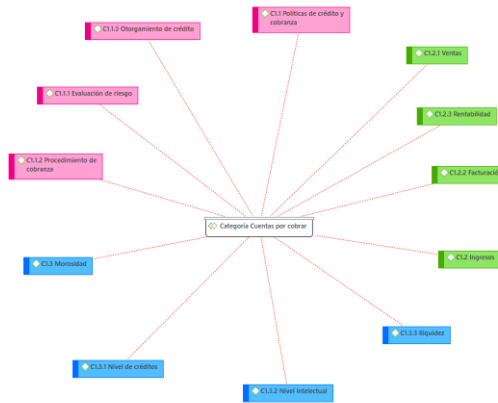 C1.1 Políticas de crédito y
cobranza
C1.1.3 Otorgamiento de crédito
C1.2.1 Ventas
C1.1.1 Evaluación de riesgo
C1.2.3 Rentabilidad
C1.1.2 Procedimiento de
cobranza
C1.2.2 Facturació
Categoría Cuentas por cobrar
C1.2 Ingresos
C1.3 Morosidad
C1.3.3 Iliquidez
C1.3.1 Nivel de créditos
C1.3.2 Nivel intelectual